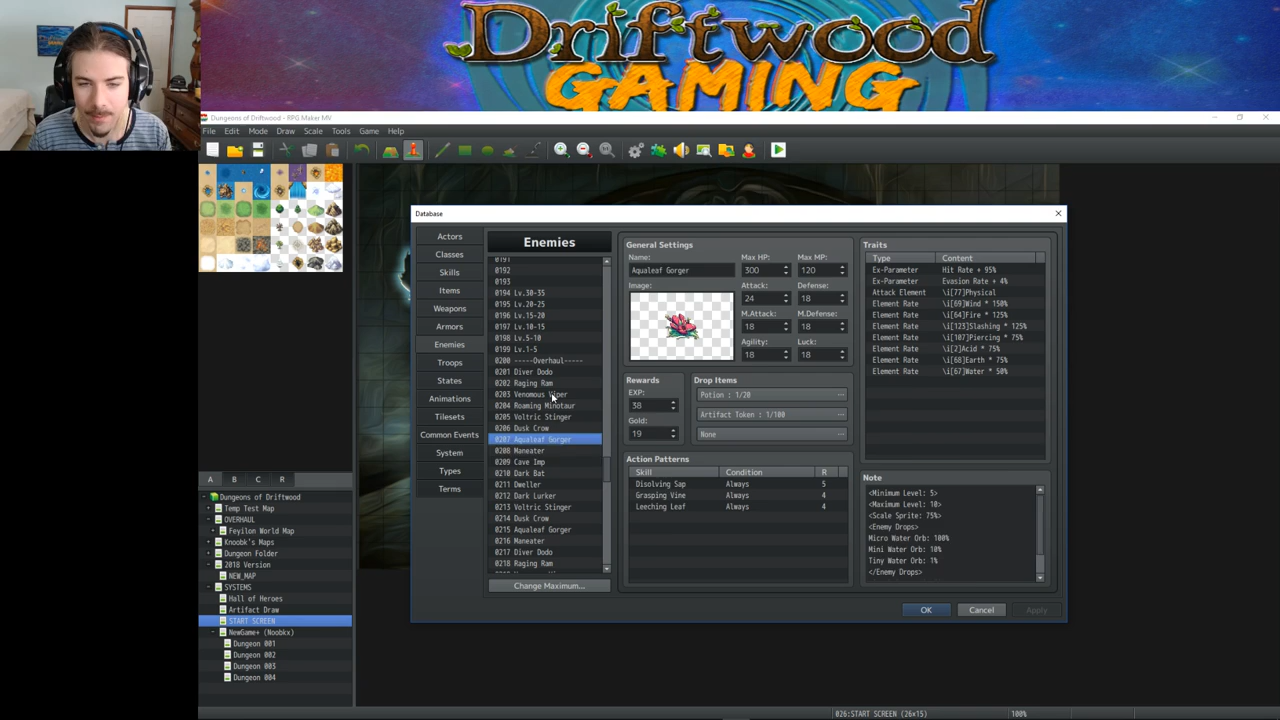 Driftwood
GAMING
Dungeons of Driftwood - RPG Maker MV
File Edit Mode Draw Scale Tools Game Help
Database
Actors
Classes
Skills
Items
Weapons
Armors
Enemies
Troops
States
Animations
Tilesets
Common Events
System
Types
Terms
Enemies
0191
0192
0193
0194 Lv.30-35
0195 Lv.20-25
0196 Lv.15-20
0197 Lv.10-15
0198 Lv.5-10
0199 Lv.1-5
0200 -----Overhaul----
0201 Diver Dodo
0202 Raging Ram
0203 Venomous Viper
0204 Roaming Minotaur
0205 Voltric Stinger
0206 Dusk Crow
0207 Aqualeaf Gorger
0208 Maneater
0209 Cave Imp
0210 Dark Bat
0211 Dweller
0212 Dark Lurker
0213 Voltric Stinger
0214 Dusk Crow
0215 Aqualeaf Gorger
0216 Maneater
0217 Diver Dodo
0218 Raging Ram
Change Maximum...
General Settings
Name:
Aqualeaf Gorger
Image:
Max HP: Max MP:
300 120
Attack: Defense:
24 18
M.Attack: M.Defense:
18 18
Agility: Luck:
18 18
Rewards
EXP:
38
Gold:
19
Drop Items
Potion : 1/20
Artifact Token : 1/100
None
Action Patterns
Skill Condition R
Disolving Sap Always 5
Grasping Vine Always 4
Leeching Leaf Always 4
Traits
Type Content
Ex-Parameter Hit Rate + 95%
Ex-Parameter Evasion Rate + 4%
Attack Element \i[77]Physical
Element Rate \i[69]Wind * 150%
Element Rate \i[64]Fire * 125%
Element Rate \i[123]Slashing * 125%
Element Rate \i[107]Piercing * 75%
Element Rate \i[2]Acid * 75%
Element Rate \i[68]Earth * 75%
Element Rate \i[67]Water * 50%
Note
<Minimum Level: 5>
<Maximum Level: 10>
<Scale Sprite: 75%>
<Enemy Drops>
Micro Water Orb: 100%
Mini Water Orb: 10%
Tiny Water Orb: 1%
</Enemy Drops>
OK Cancel Apply
A B C R
Dungeons of Driftwood
Temp Test Map
OVERHAUL
Feyilon World Map
Knoobk's Maps
Dungeon Folder
2018 Version
NEW_MAP
SYSTEMS
Hall of Heroes
Artifact Draw
START SCREEN
NewGame+ (Noobkx)
Dungeon 001
Dungeon 002
Dungeon 003
Dungeon 004
026:START SCREEN (26x15) 100%